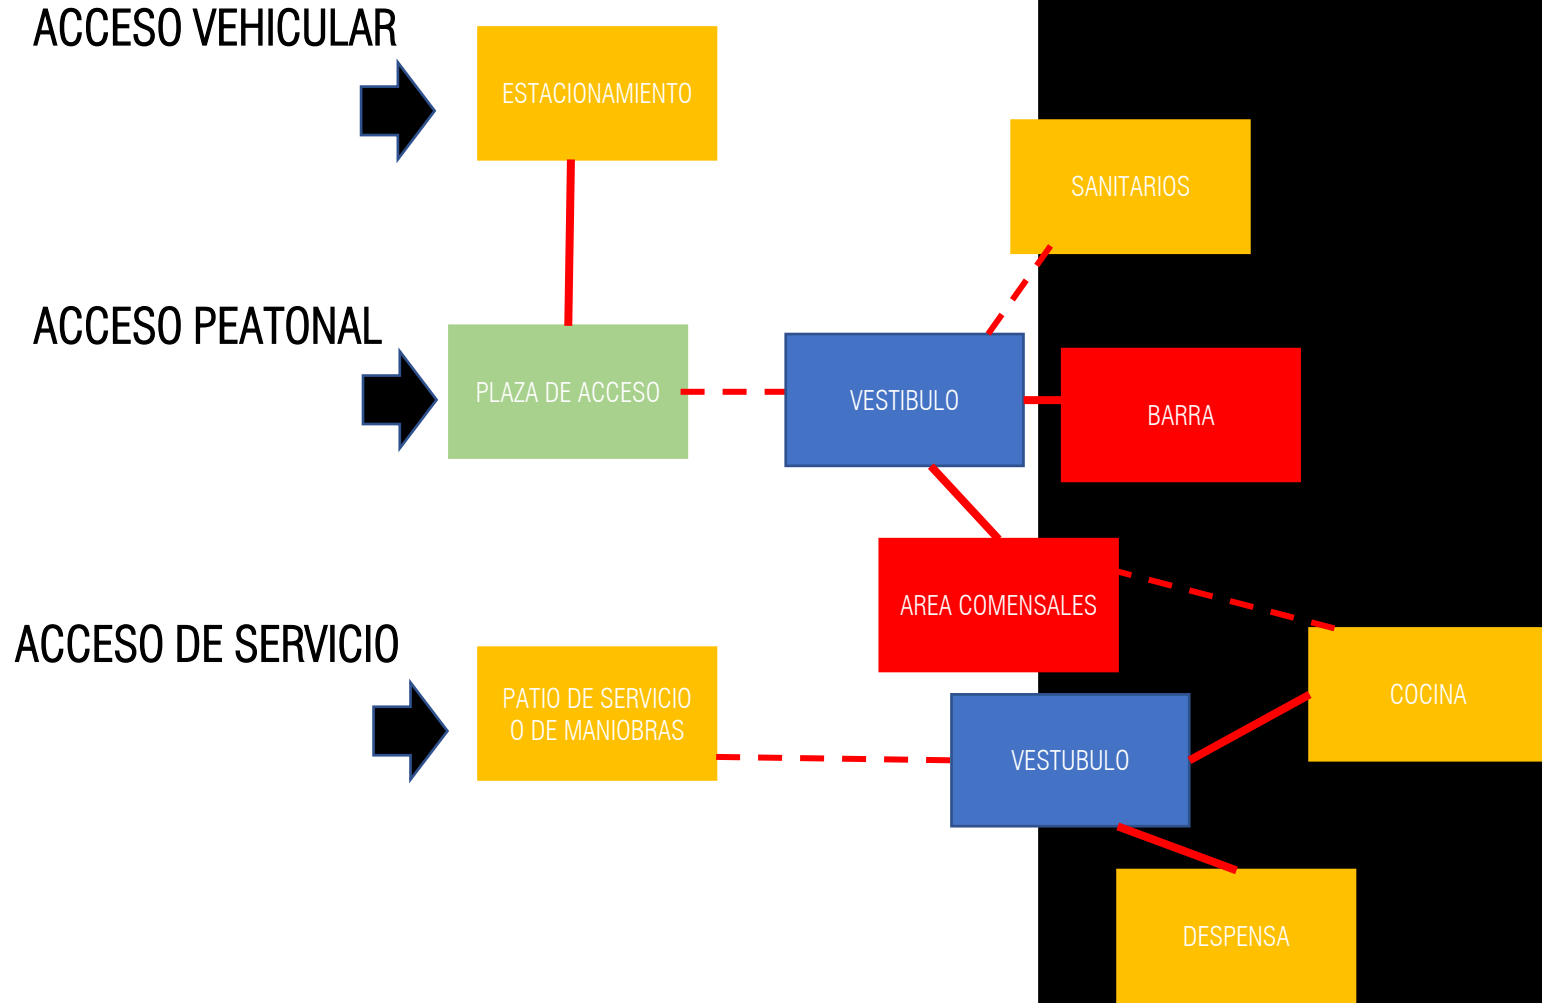 ACCESO VEHICULAR
ESTACIONAMIENTO
SANITARIOS
ACCESO PEATONAL
PLAZA DE ACCESO
VESTIBULO
BARRA
AREA COMENSALES
ACCESO DE SERVICIO
PATIO DE SERVICIO
O DE MANIOBRAS
VESTUBULO
COCINA
DESPENSA